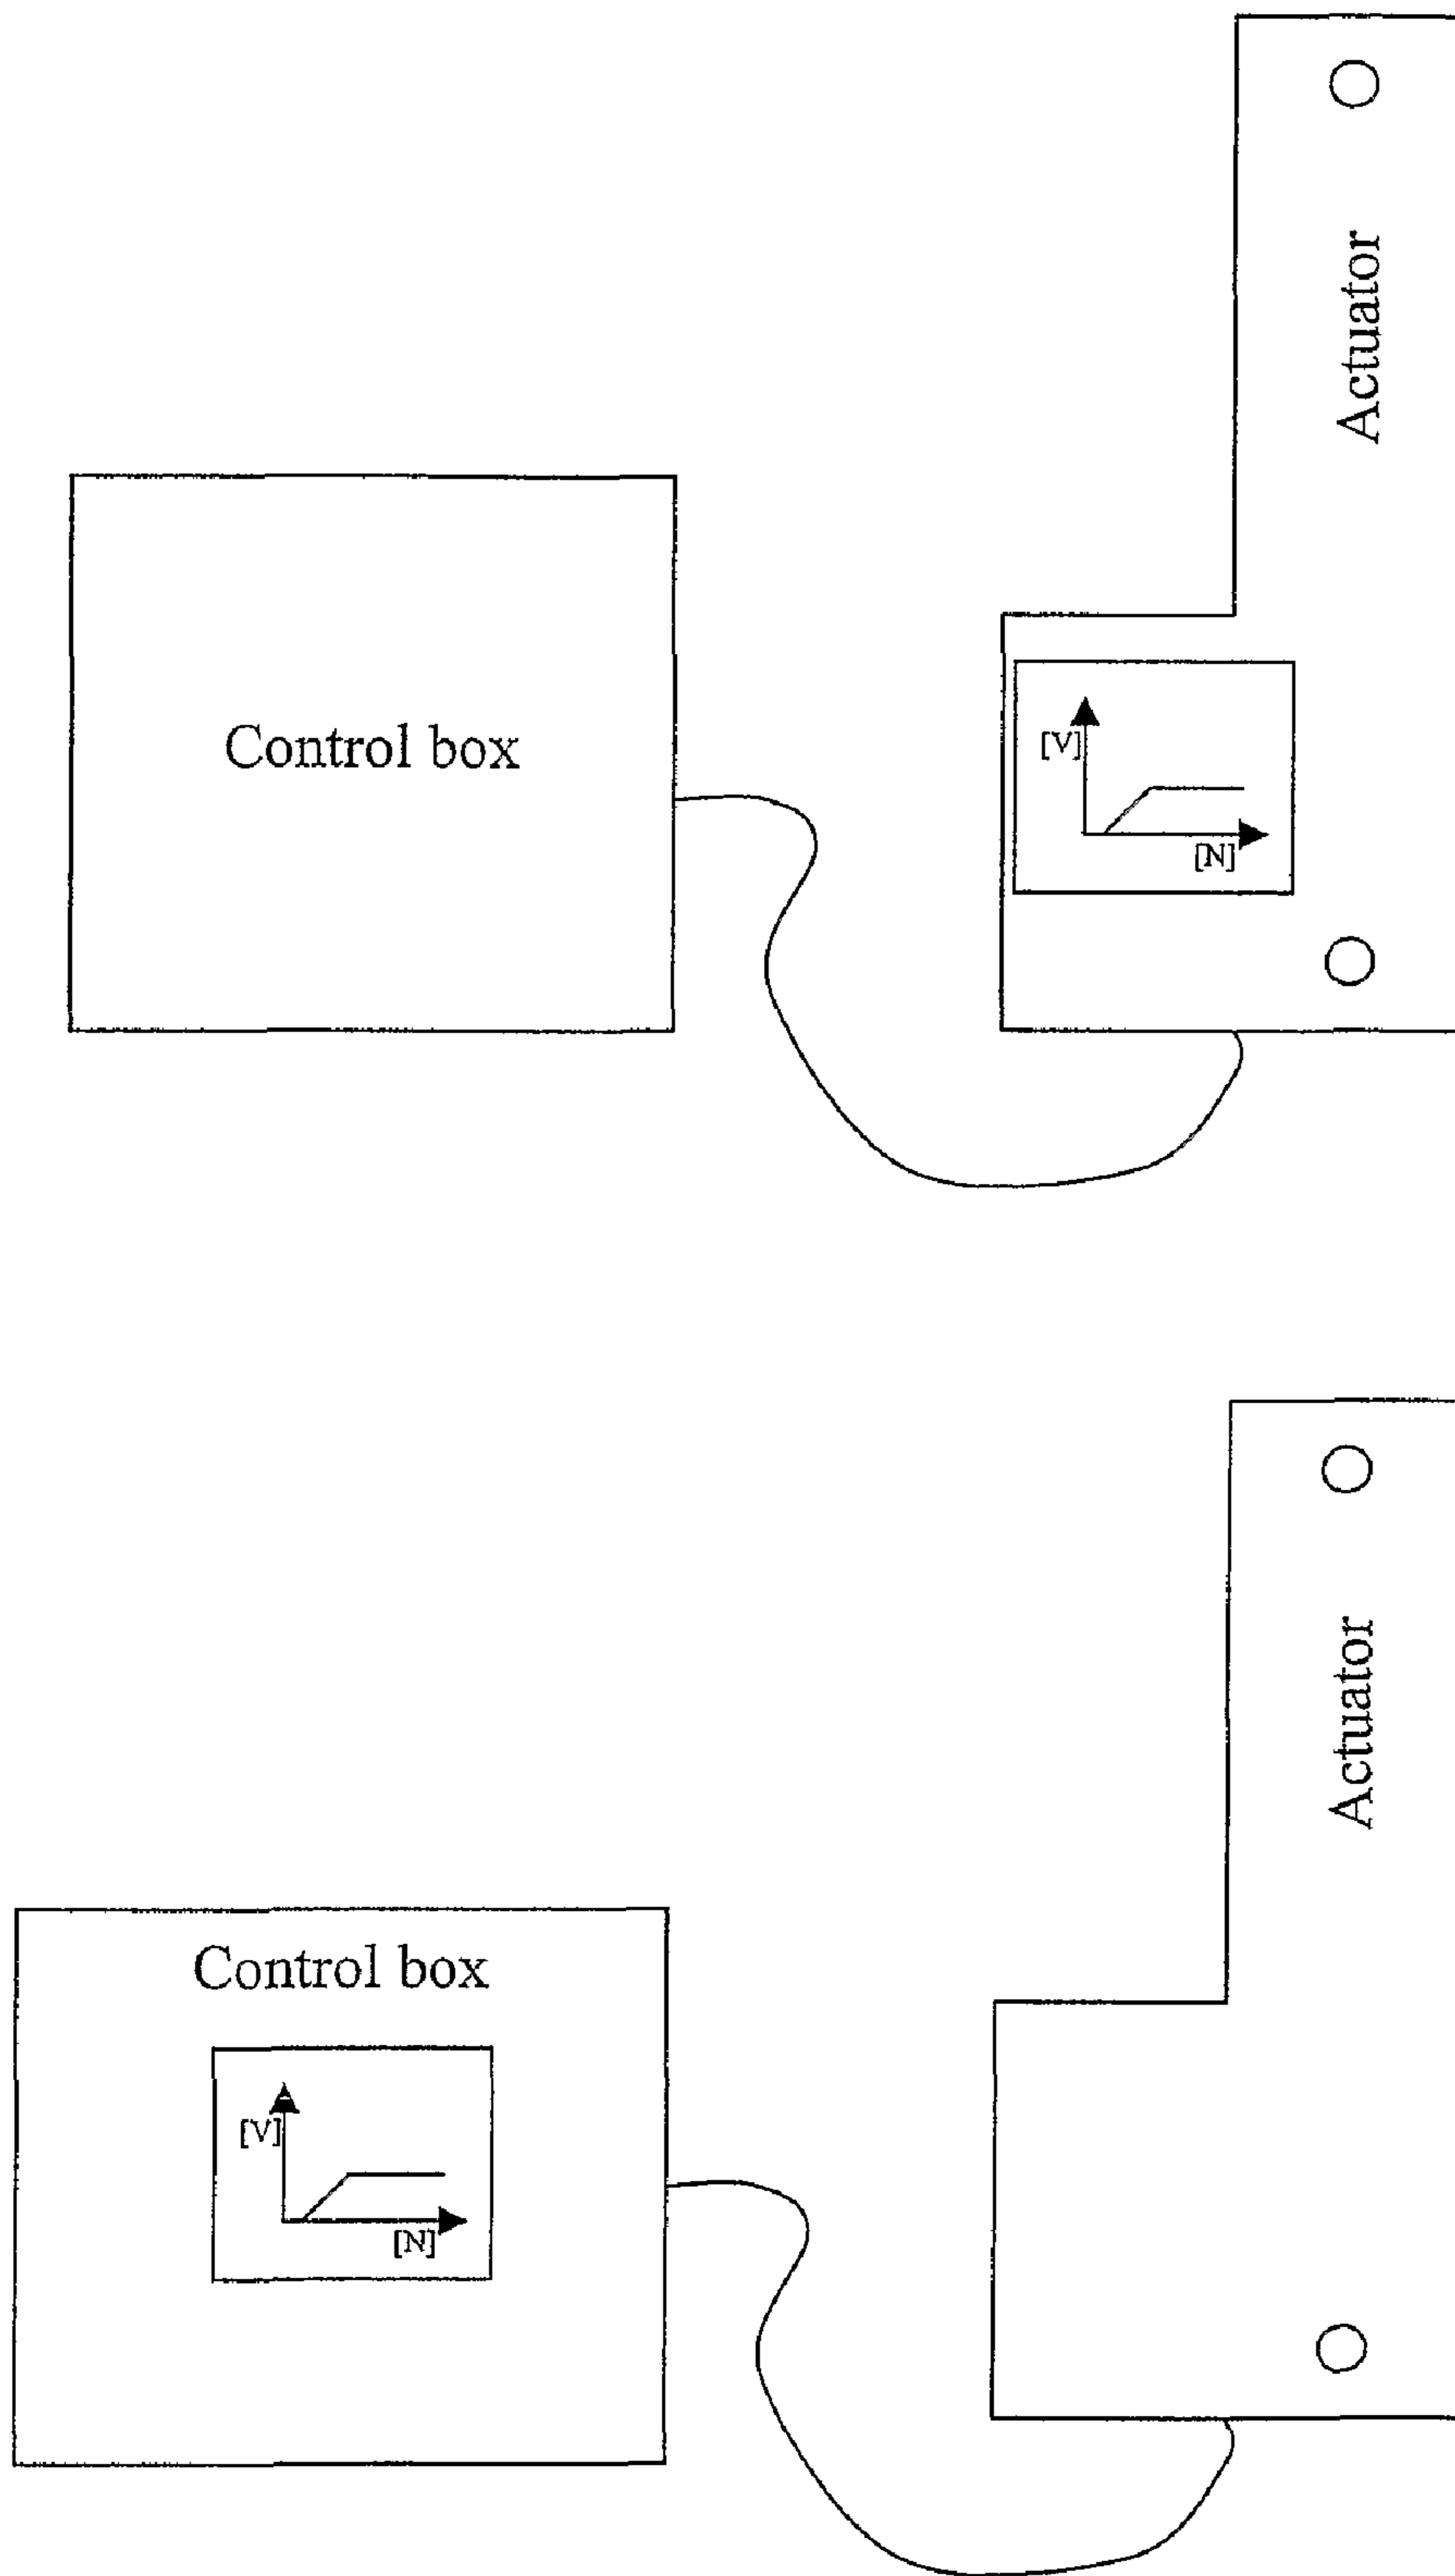 Actuator
Control box
[V]
[N]
Actuator
Control box
[V]
[N]